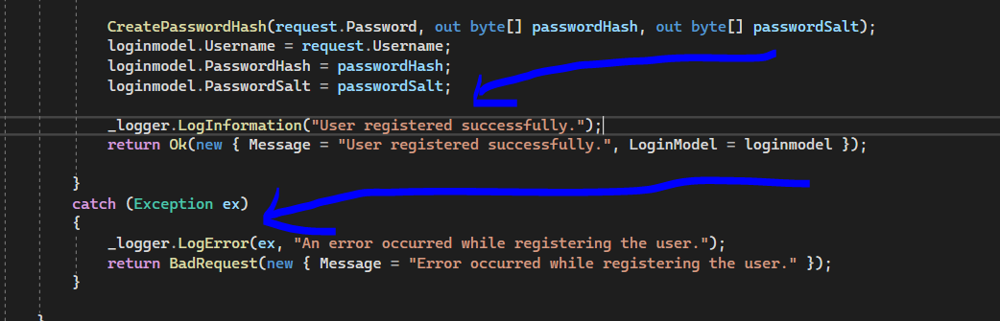 CreatePasswordHash(request.Password, out byte[] passwordHash, out byte[] passwordSalt);
loginmodel.Username = request.Username;
loginmodel.PasswordHash = passwordHash;
loginmodel.PasswordSalt = passwordSalt;
_logger.LogInformation("User registered successfully.");
return Ok(new { Message = "User registered successfully.", LoginModel = loginmodel });
}
catch (Exception ex)
{
_logger.LogError(ex, "An error occurred while registering the user.");
return BadRequest(new { Message = "Error occurred while registering the user." });
}
}